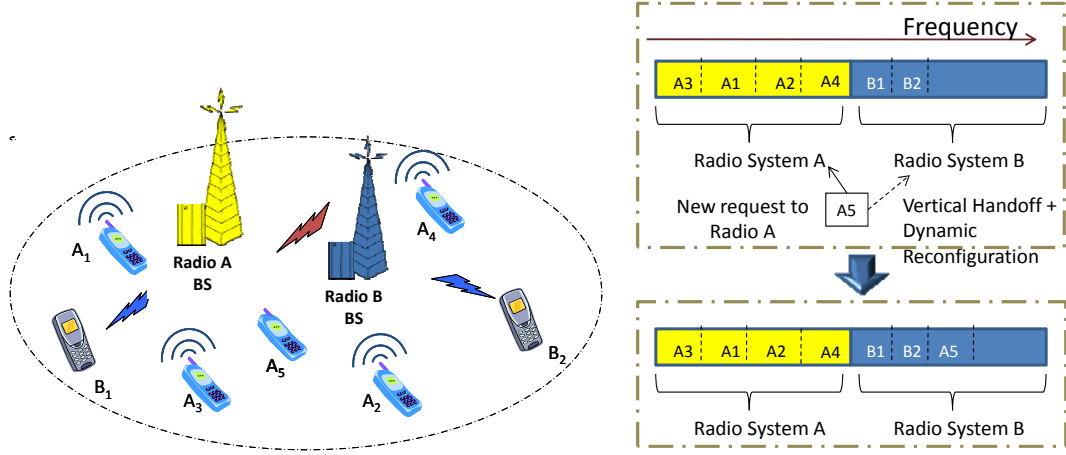 A1
Radio A
BS
A4
Radio B
BS
B1
A3
A5
A2
B2
Frequency
A3 A1 A2 A4 B1 B2
Radio System A Radio System B
New request to
Radio A
A5
Vertical Handoff +
Dynamic
Reconfiguration
A3 A1 A2 A4 B1 B2 A5
Radio System A Radio System B